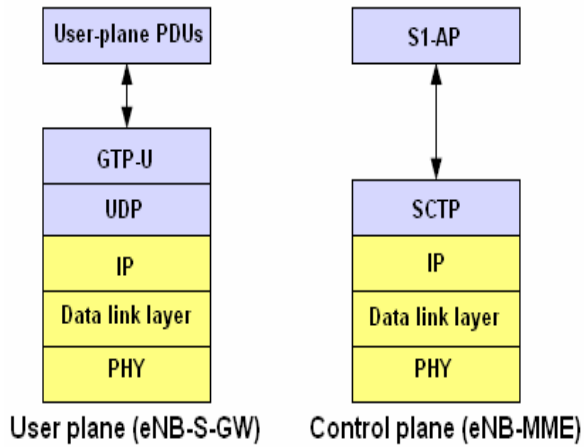 User-plane PDUs
GTP-U
UDP
IP
Data link layer
PHY
User plane (eNB-S-GW)
S1-AP
SCTP
IP
Data link layer
PHY
Control plane (eNB-MME)